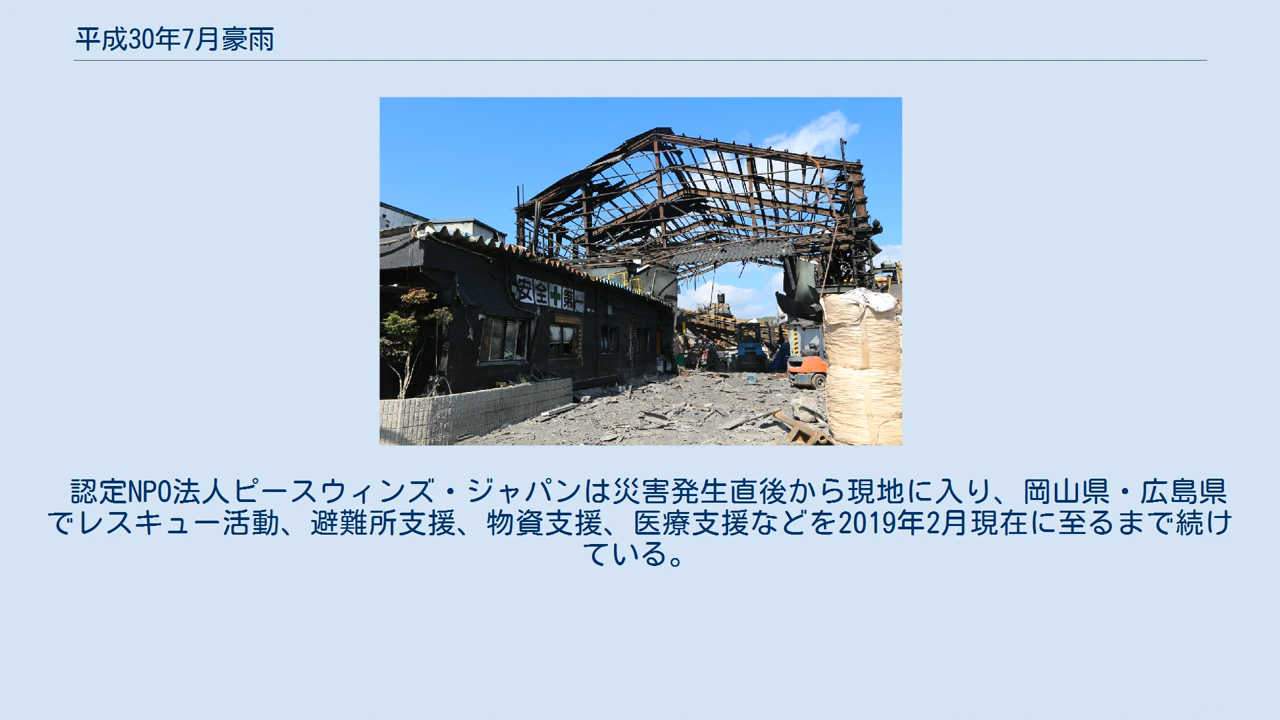 平成30年7月豪雨
安全✚第一
認定NPO法人ピースウィンズ・ジャパンは災害発生直後から現地に入り、岡山県・広島県
でレスキュー活動、避難所支援、物資支援、医療支援などを2019年2月現在に至るまで続け
ている。